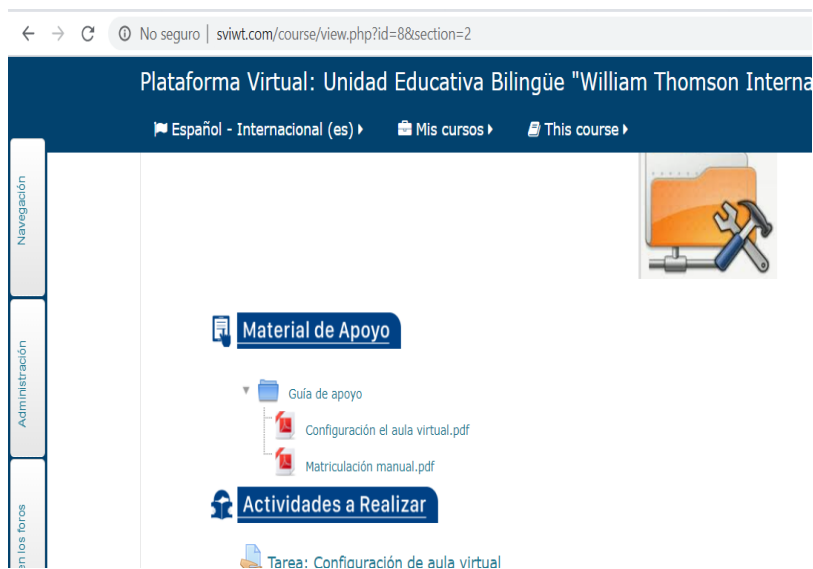 No seguro | sviwt.com/course/view.php?id=8&section=2
Plataforma Virtual: Unidad Educativa Bilingüe "William Thomson Interna
Español - Internacional (es)
Mis cursos
This course
Navegación
Administración
en los foros
Material de Apoyo
Guía de apoyo
Configuración el aula virtual.pdf
Matriculación manual.pdf
Actividades a Realizar
Tarea: Configuración de aula virtual